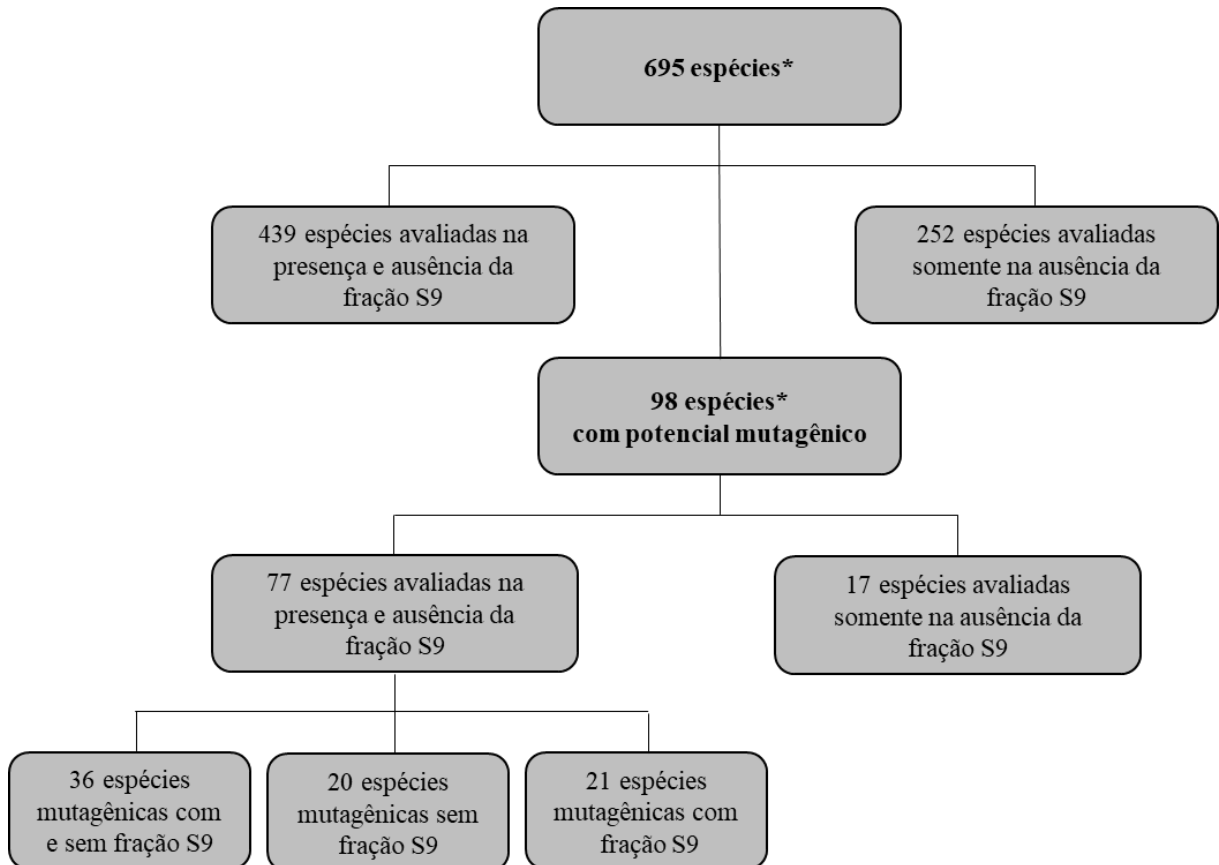 695 espécies*
439 espécies avaliadas na
presença e ausência da
fração S9
252 espécies avaliadas
somente na ausência da
fração S9
98 espécies*
com potencial mutagênico
77 espécies avaliadas na
presença e ausência da
fração S9
17 espécies avaliadas
somente na ausência da
fração S9
36 espécies
mutagênicas com
e sem fração S9
20 espécies
mutagênicas sem
fração S9
21 espécies
mutagênicas com
fração S9